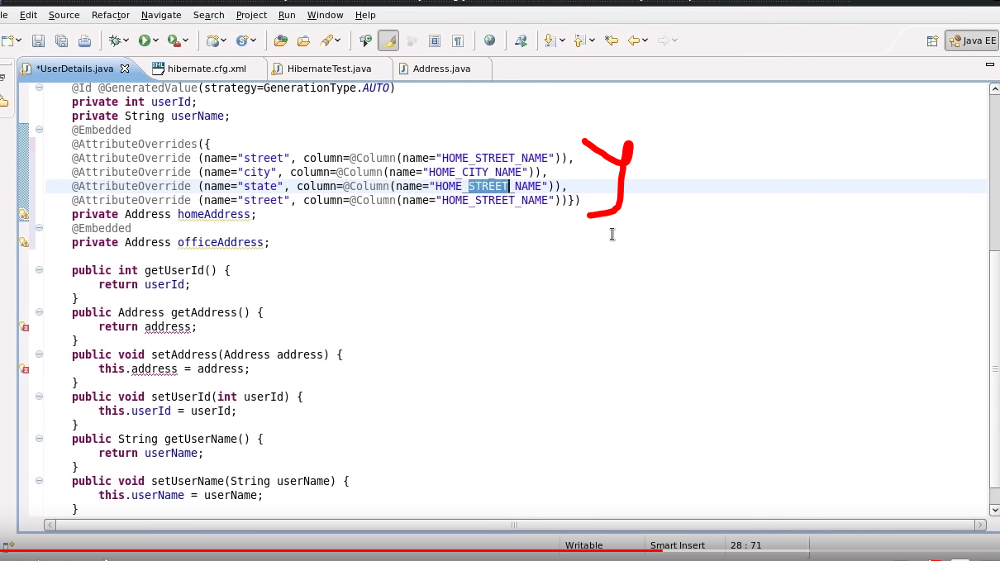 le Edit Source Refactor Navigate Search Project Run Window Help
Java EE
*UserDetails.java hibernate.cfg.xml HibernateTest.java Address.java
@Id @GeneratedValue(strategy=GenerationType.AUTO)
private int userId;
private String userName;
@Embedded
@AttributeOverrides({
@AttributeOverride (name="street", column=@Column(name="HOME_STREET_NAME")),
@AttributeOverride (name="city", column=@Column(name="HOME_CITY_NAME")),
@AttributeOverride (name="state", column=@Column(name="HOME_STREET_NAME")),
@AttributeOverride (name="street", column=@Column(name="HOME_STREET_NAME"))})
private Address homeAddress;
@Embedded
private Address officeAddress;
public int getUserId() {
return userId;
}
public Address getAddress() {
return address;
}
public void setAddress(Address address) {
this.address = address;
}
public void setUserId(int userId) {
this.userId = userId;
}
public String getUserName() {
return userName;
}
public void setUserName(String userName) {
this.userName = userName;
}
Writable Smart Insert 28 : 71